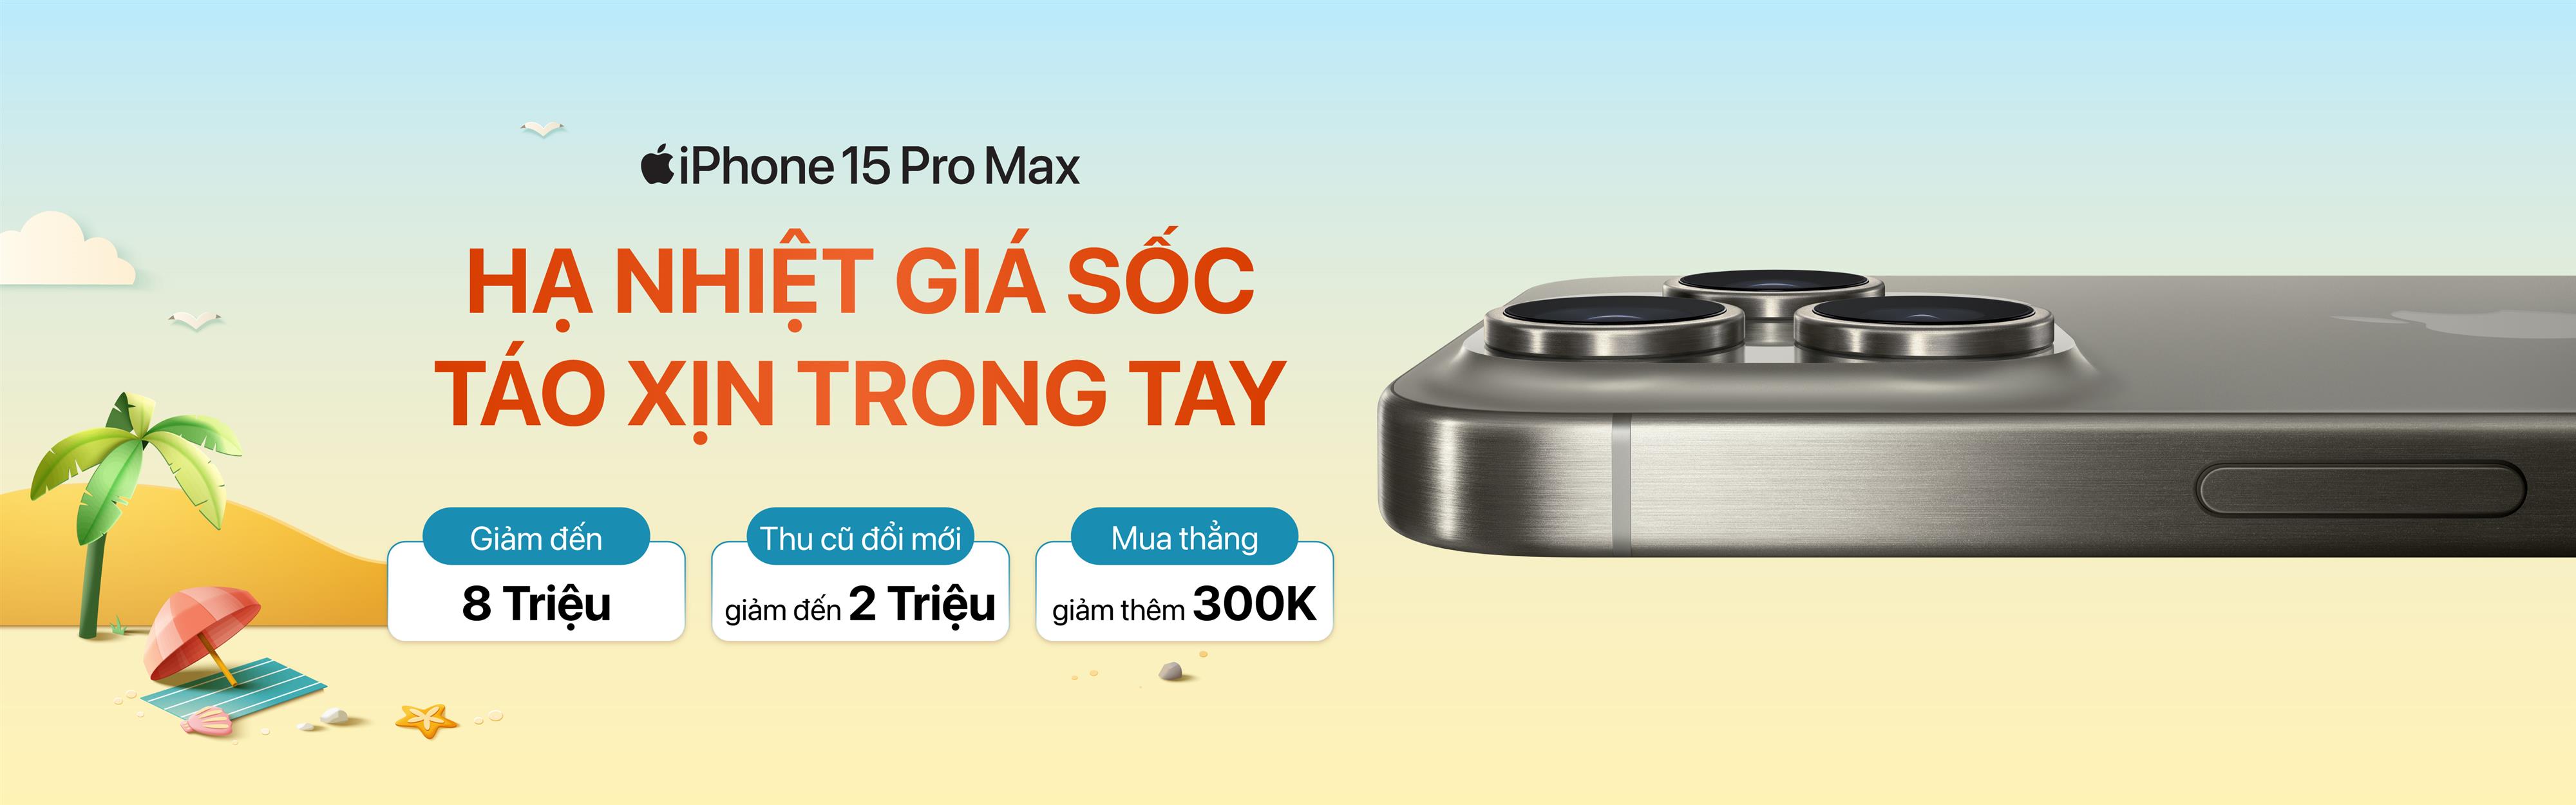 iPhone 15 Pro Max
HẠ NHIỆT GIÁ SỐC
TÁO XỊN TRONG TAY
Giảm đến
8 Triệu
Thu cũ đổi mới
giảm đến 2 Triệu
Mua thẳng
giảm thêm 300K